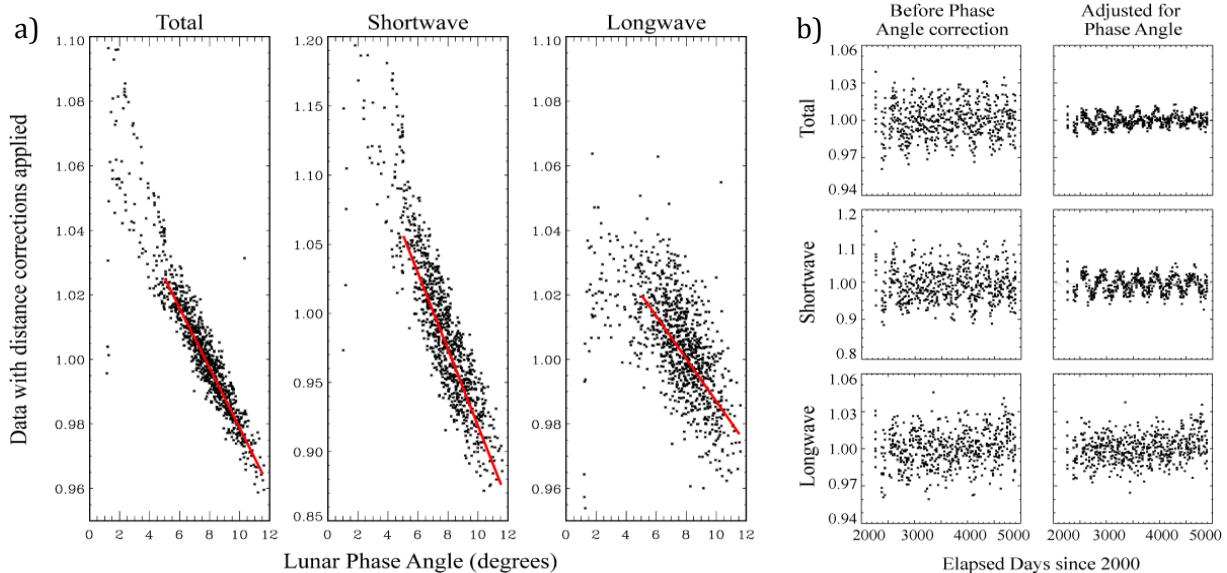 a)
Total
Shortwave
Longwave
Data with distance corrections applied
1.10
1.08
1.06
1.04
1.02
1.00
0.98
0.96
0 2 4 6 8 10 12
1.20
1.15
1.10
1.05
1.00
0.95
0.90
0.85
0 2 4 6 8 10 12
1.10
1.08
1.06
1.04
1.02
1.00
0.98
0.96
0 2 4 6 8 10 12
Lunar Phase Angle (degrees)
b)
Before Phase
Angle correction
Adjusted for
Phase Angle
Total
1.06
1.03
1.00
0.97
0.94
Shortwave
1.2
1.1
1.0
0.9
0.8
Longwave
1.06
1.03
1.00
0.97
0.94
2000 3000 4000 5000
2000 3000 4000 5000
Elapsed Days since 2000